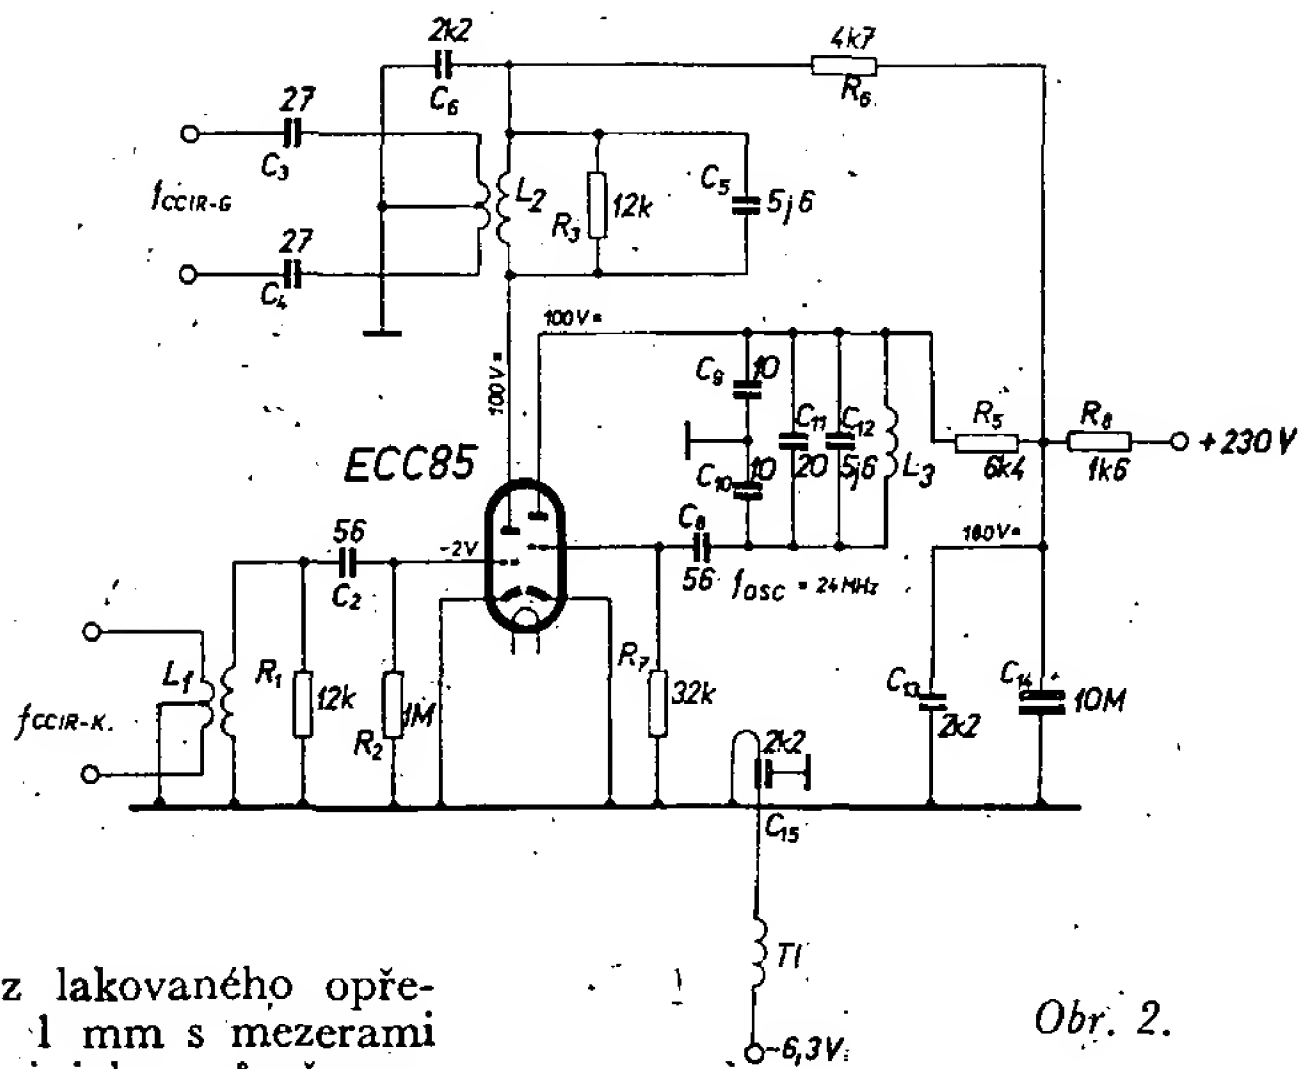 2k2
C6
4k7
R6
27
C3
fCCIR-G
27
C4
L2
R3
12k
C5
5j6
100V=
100V=
C9
10
C10
10
C11
20
C12
5j6
L3
R5
6k4
R8
1k6
+230V
ECC85
56
C2
-2V
C8
56
fosc = 24MHz
180V=
L1
fCCIR-K.
R1
12k
R2
1M
R7
32k
C13
2k2
C14
10M
2k2
C15
Tl
~6,3V
z lakovaného opře-
1 mm s mezerami
Obr. 2.